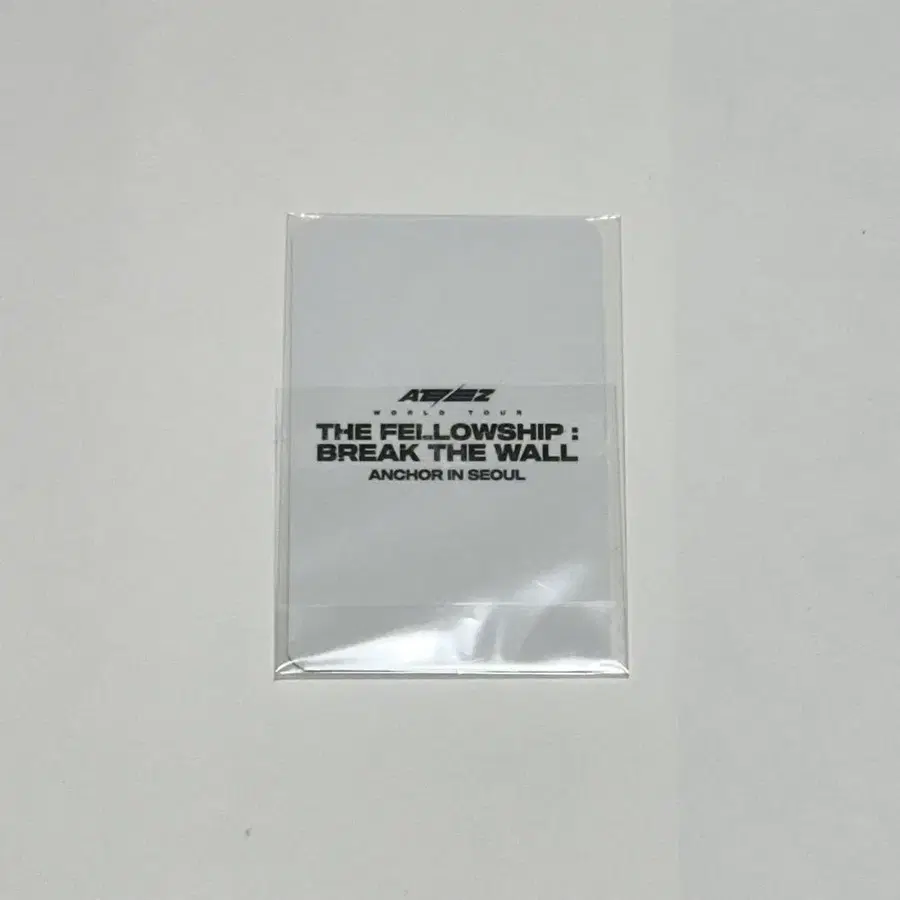 ATEEZ
WORLD TOUR
THE FELLOWSHIP :
BREAK THE WALL
ANCHOR IN SEOUL